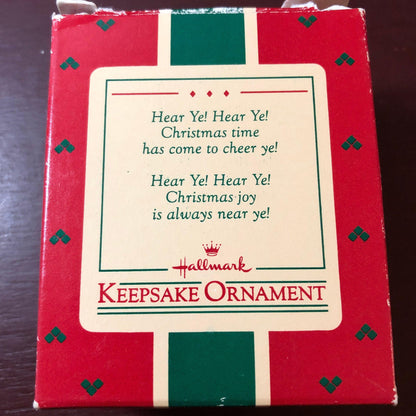 Hear Ye! Hear Ye!
Christmas time
has come to cheer ye!
Hear Ye! Hear Ye!
Christmas joy
is always near ye!
Hallmark
KEEPSAKE ORNAMENT